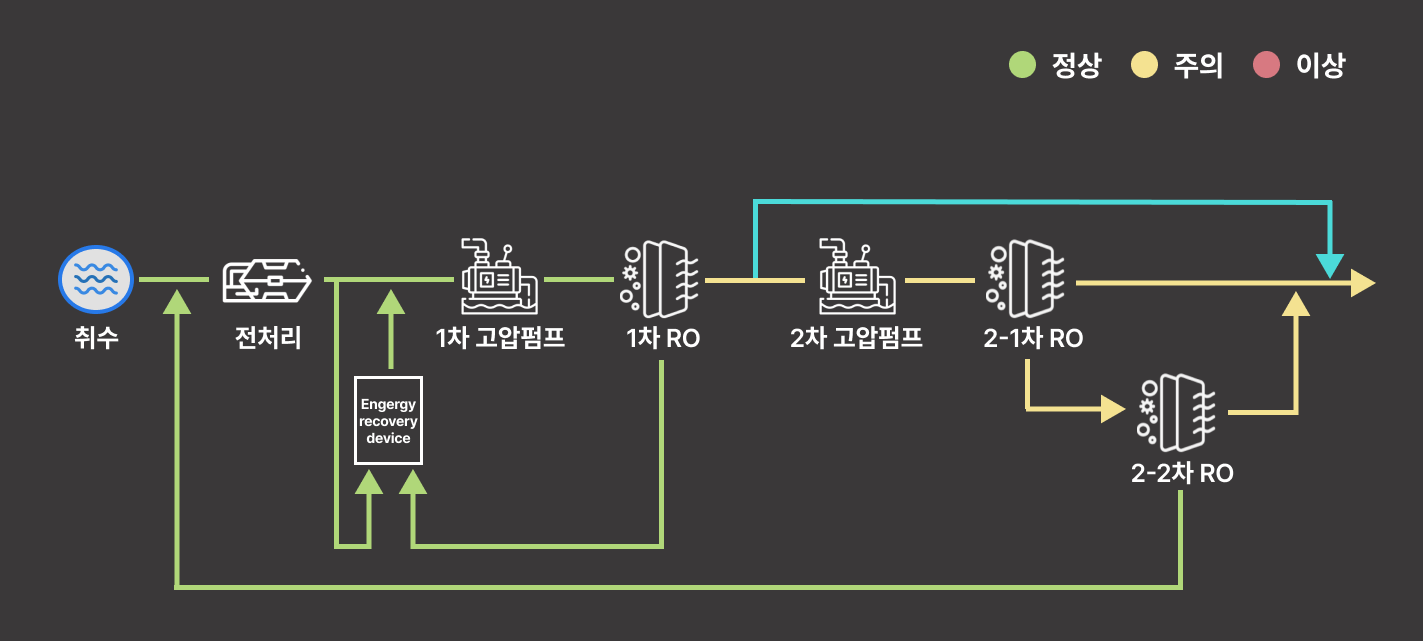 정상
주의
이상
취수
전처리
1차 고압펌프
1차 RO
2차 고압펌프
2-1차 RO
Engergy
recovery
device
2-2차 RO